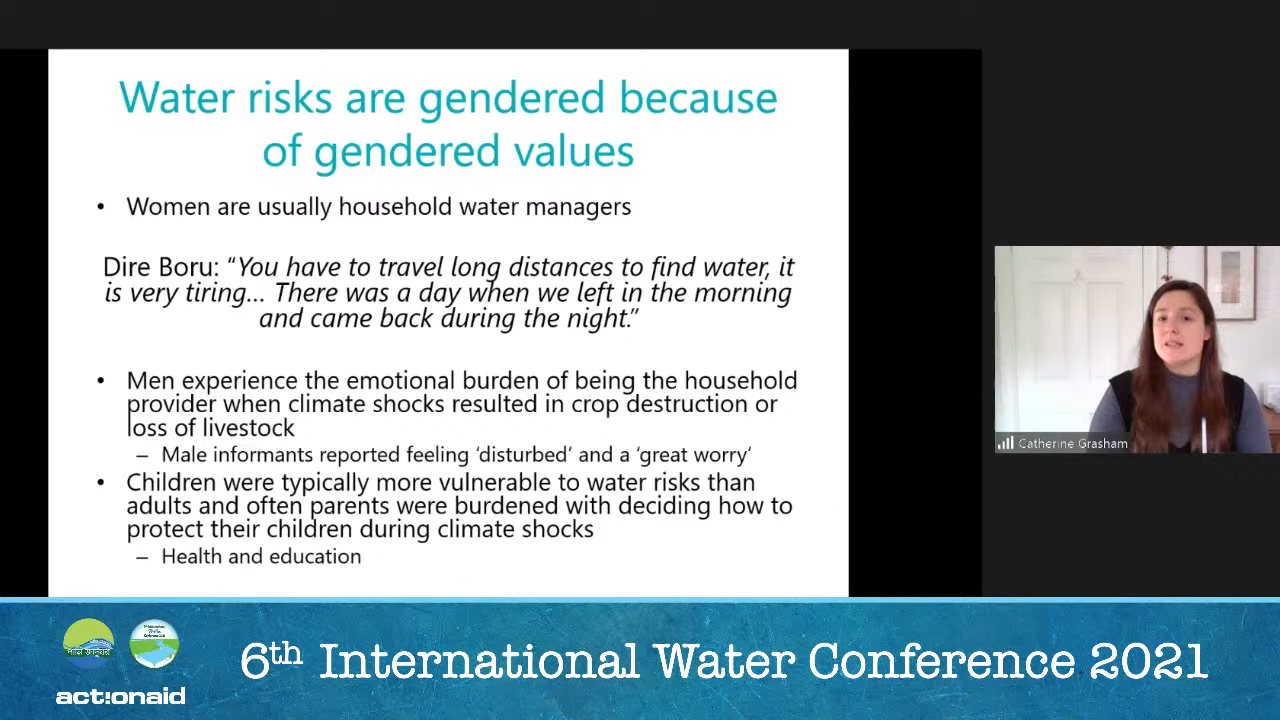 Water risks are gendered because
of gendered values
• Women are usually household water managers
Dire Boru: “You have to travel long distances to find water, it
is very tiring… There was a day when we left in the morning
and came back during the night.”
• Men experience the emotional burden of being the household
provider when climate shocks resulted in crop destruction or
loss of livestock
– Male informants reported feeling ‘disturbed’ and a ‘great worry’
• Children were typically more vulnerable to water risks than
adults and often parents were burdened with deciding how to
protect their children during climate shocks
– Health and education
Catherine Grasham
পানি জাদুঘর
act:onaid
6th International Water Conference 2021